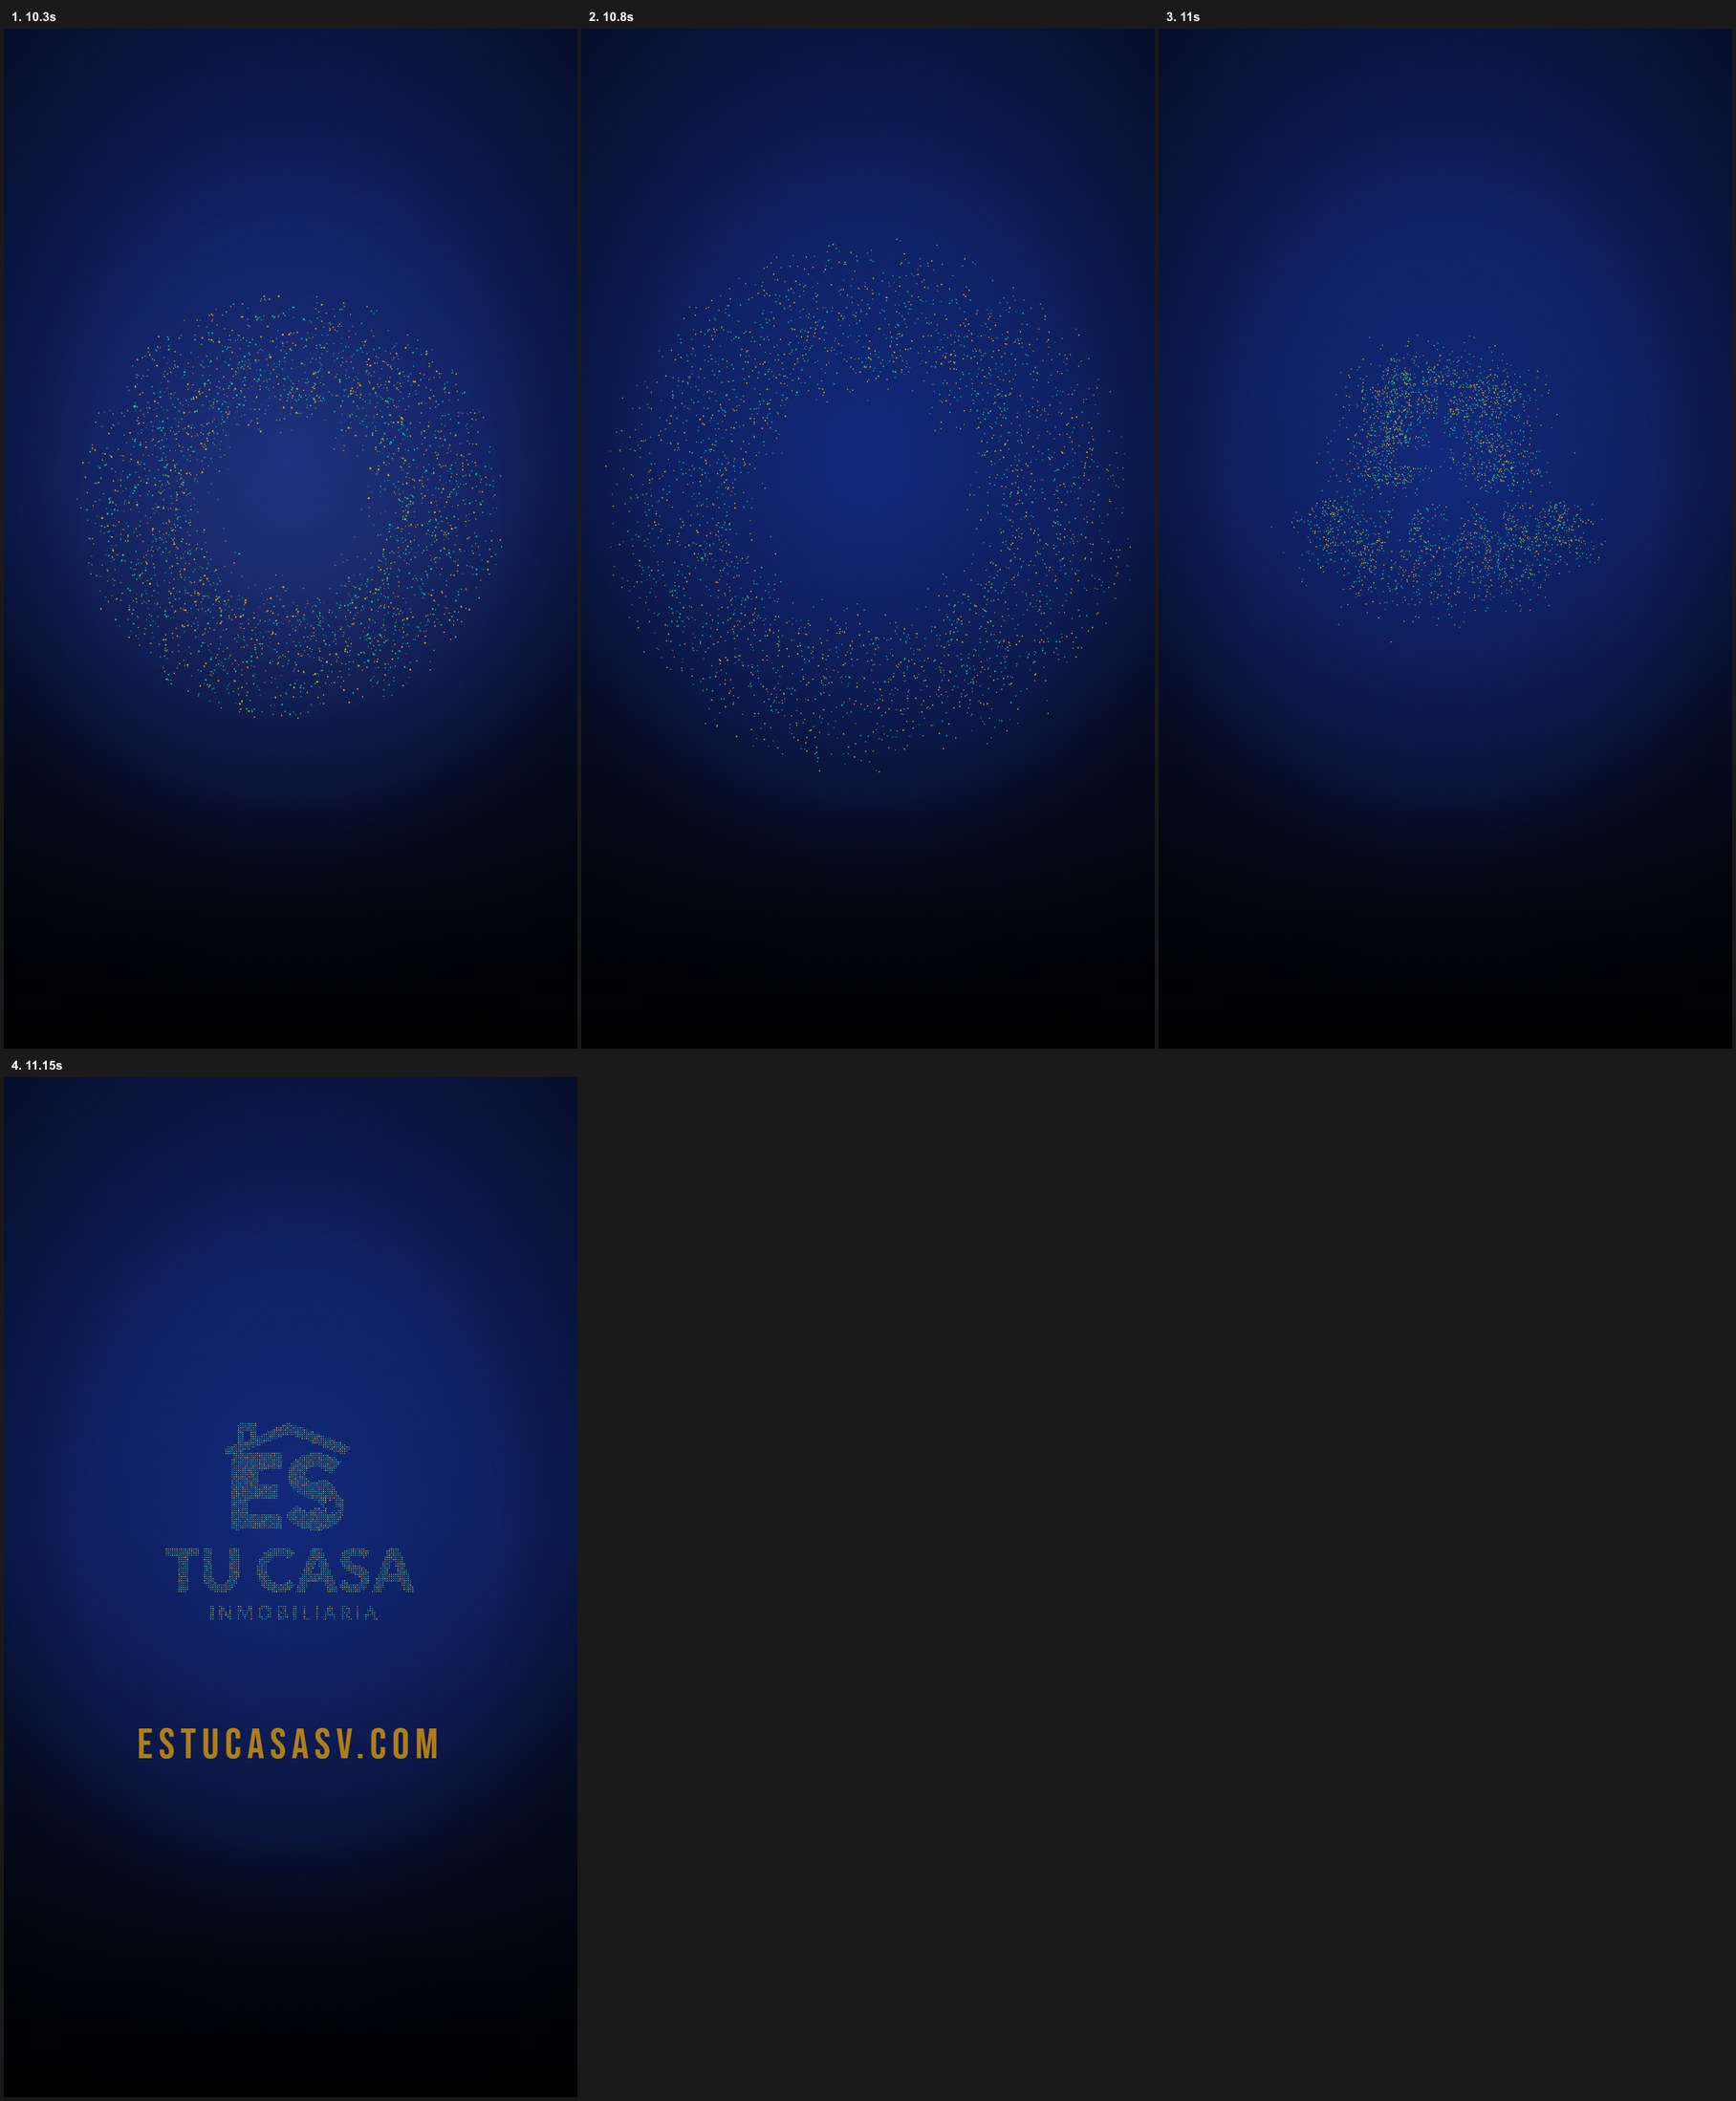 1. 10.3s
2. 10.8s
3. 11s
4. 11.15s
ES
TU CASA
INMOBILIARIA
ESTUCASASV.COM